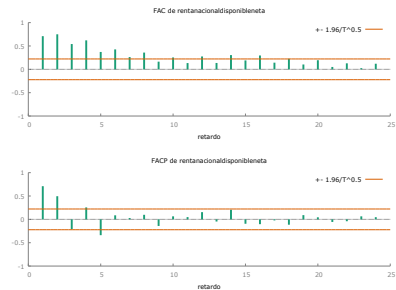 FAC de rentanacionaldisponibleneta
+- 1.96/T^0.5
1
0.5
0
-0.5
-1
0 5 10 15 20 25
retardo
FACP de rentanacionaldisponibleneta
+- 1.96/T^0.5
1
0.5
0
-0.5
-1
0 5 10 15 20 25
retardo